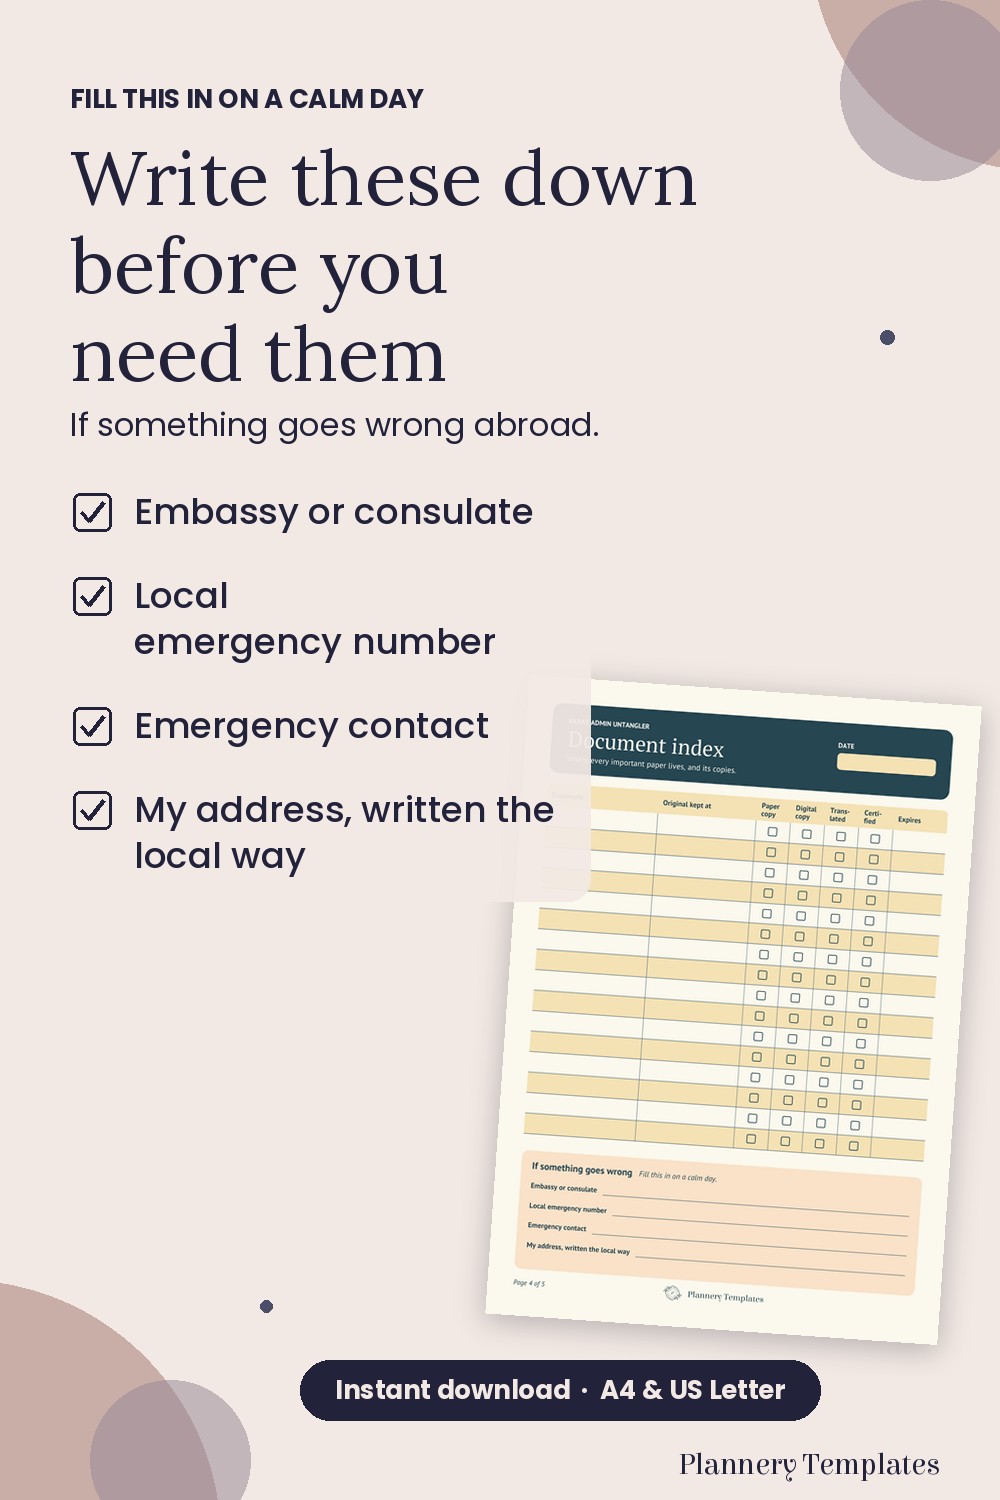 FILL THIS IN ON A CALM DAY
Write these down
before you
need them
If something goes wrong abroad.
Embassy or consulate
Local
emergency number
Emergency contact
My address, written the
local way
ADMIN UNTANGLER
Document index
every important paper lives, and its copies.
DATE
Original kept at
Paper copy
Digital copy
Trans-lated
Certi-fied
Expires
If something goes wrong Fill this in on a calm day.
Embassy or consulate
Local emergency number
Emergency contact
My address, written the local way
Page 4 of 5
Plannery Templates
Instant download · A4 & US Letter
Plannery Templates